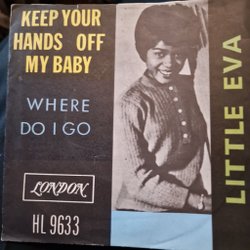 KEEP YOUR
HANDS OFF
MY BABY
WHERE
DO I GO
LONDON
HL 9633
LITTLE EVA